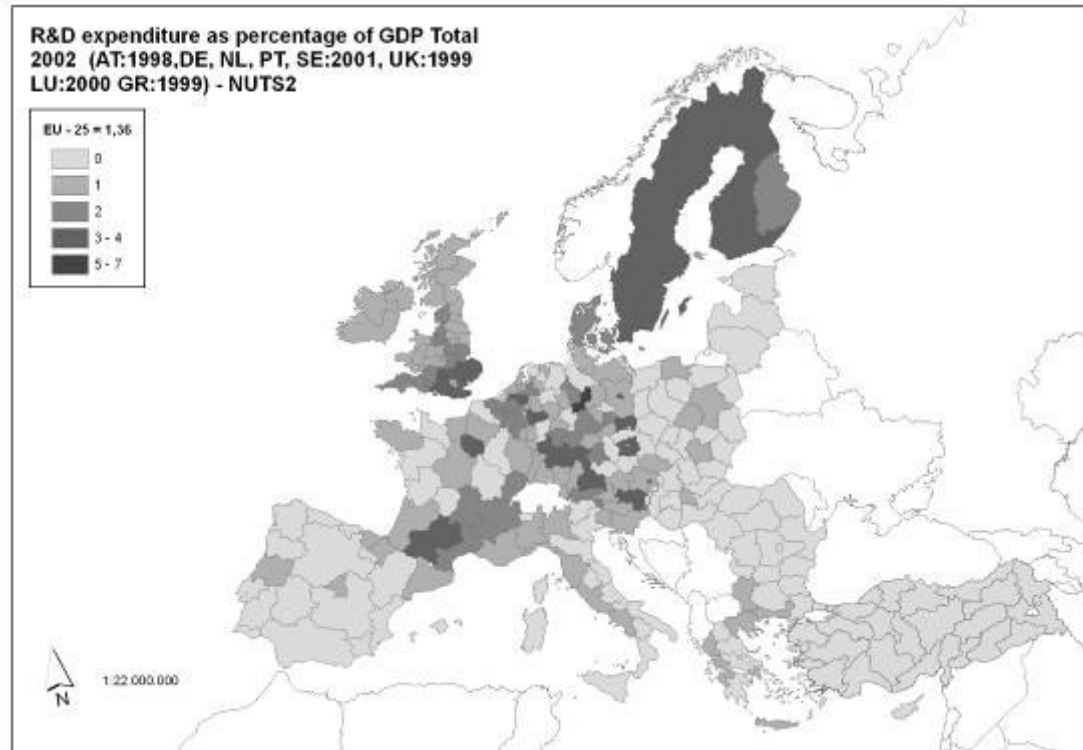 R&D expenditure as percentage of GDP Total
2002 (AT:1998,DE, NL, PT, SE:2001, UK:1999
LU:2000 GR:1999) - NUTS2
EU - 25 = 1,36
0
1
2
3 - 4
5 - 7
N
1:22 000.000